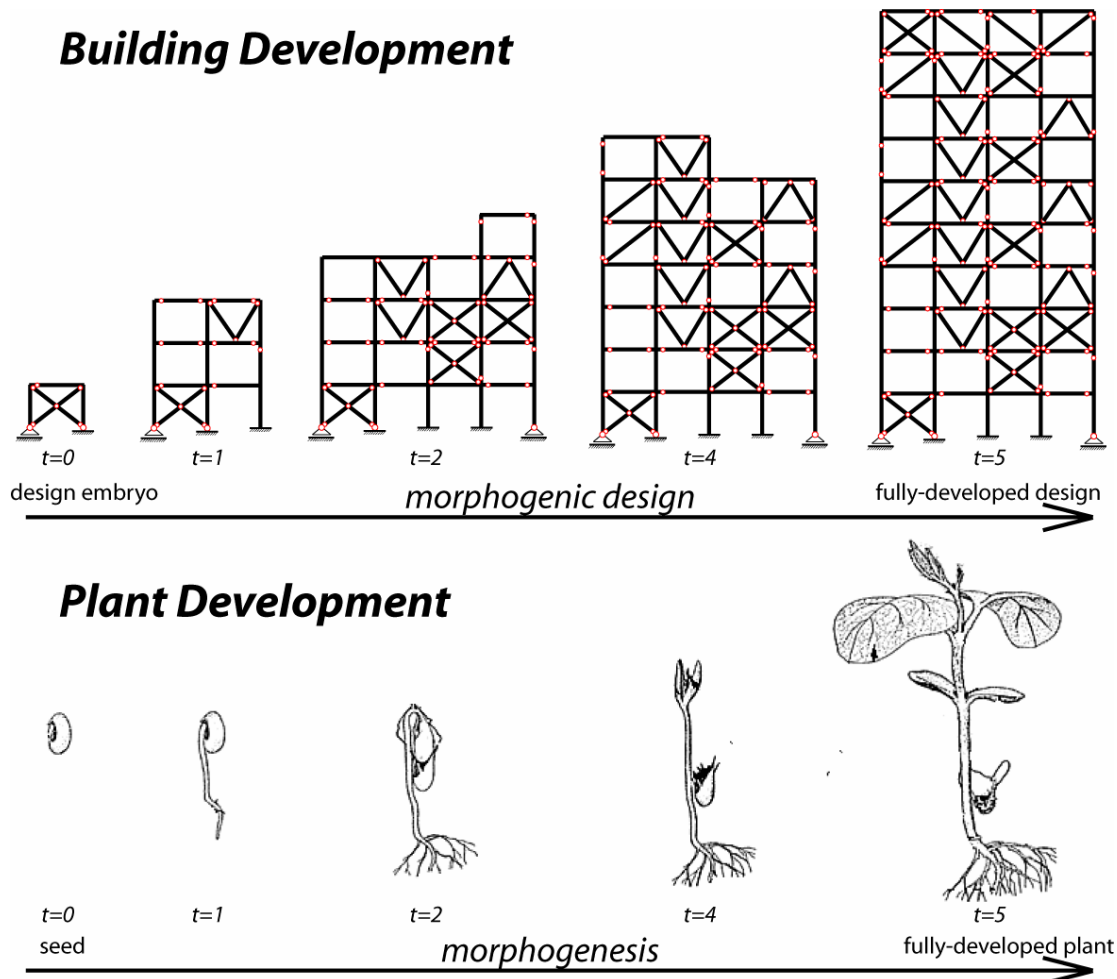 Building Development
t=0
t=1
t=2
t=4
t=5
design embryo
morphogenic design
fully-developed design
Plant Development
t=0
t=1
t=2
t=4
t=5
seed
morphogenesis
fully-developed plant